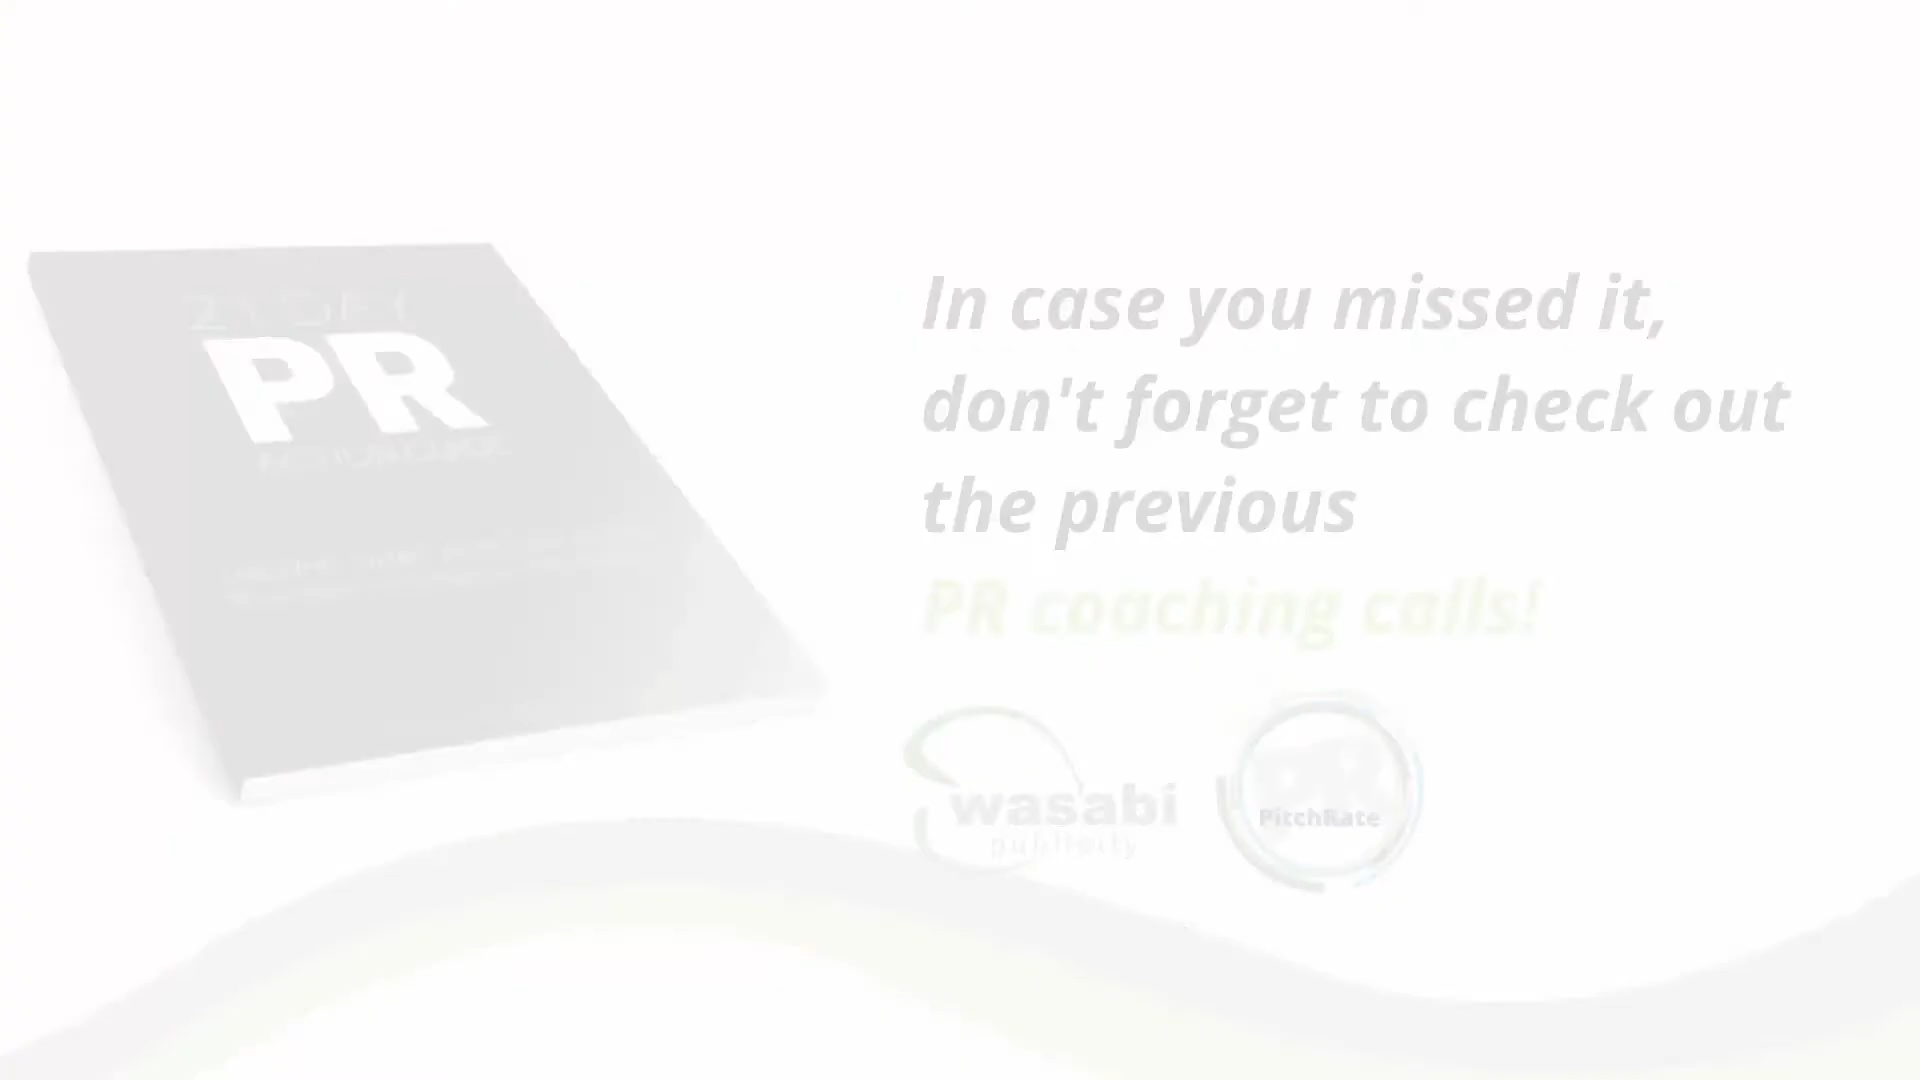 PR
In case you missed it,
don't forget to check out
the previous
PR coaching calls!
wasabi
publicity
PitchRate